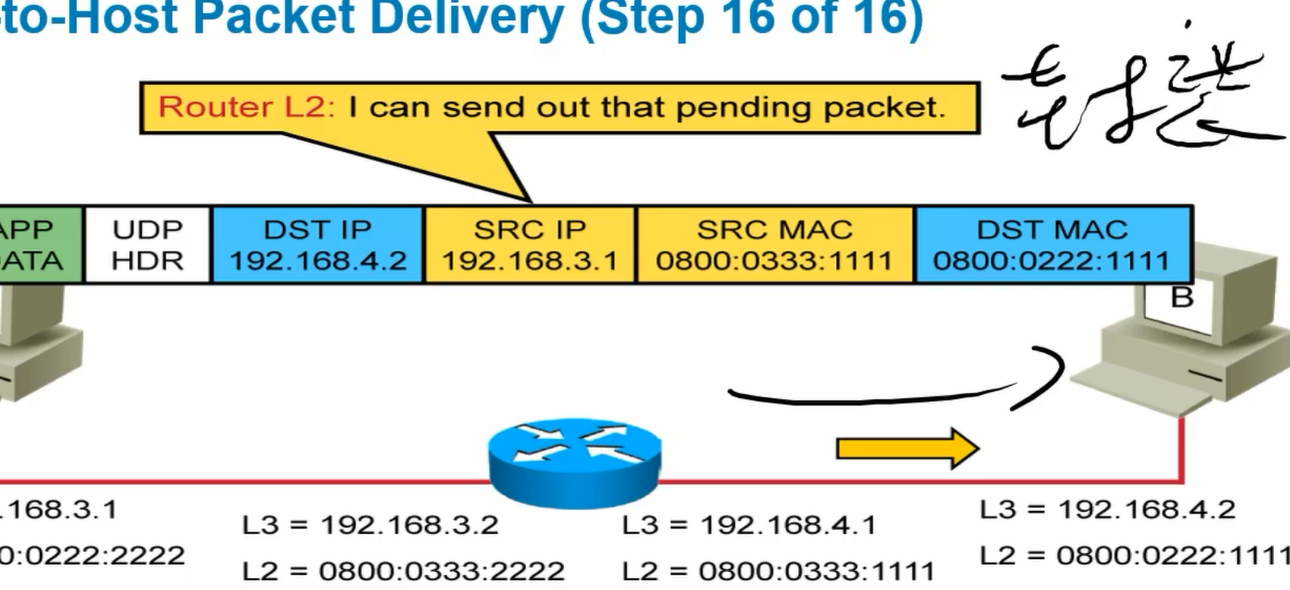 -to-Host Packet Delivery (Step 16 of 16)
封装
Router L2: I can send out that pending packet.
APP DATA
UDP HDR
DST IP 192.168.4.2
SRC IP 192.168.3.1
SRC MAC 0800:0333:1111
DST MAC 0800:0222:1111
B
.168.3.1
0:0222:2222
L3 = 192.168.3.2
L2 = 0800:0333:2222
L3 = 192.168.4.1
L2 = 0800:0333:1111
L3 = 192.168.4.2
L2 = 0800:0222:1111